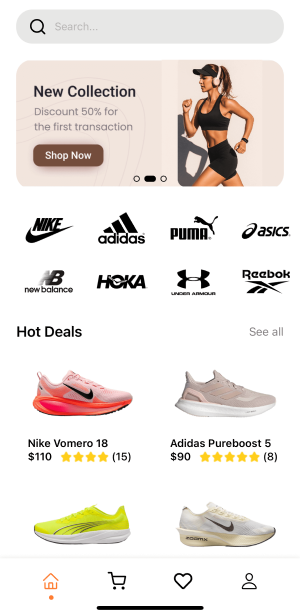 Search...
New Collection
Discount 50% for
the first transaction
Shop Now
NIKE
adidas
PUMA
asics
new balance
HOKA
UNDER ARMOUR
Reebok
Hot Deals
See all
Nike Vomero 18
$110
(15)
Adidas Pureboost 5
$90
(8)
ZOOMX